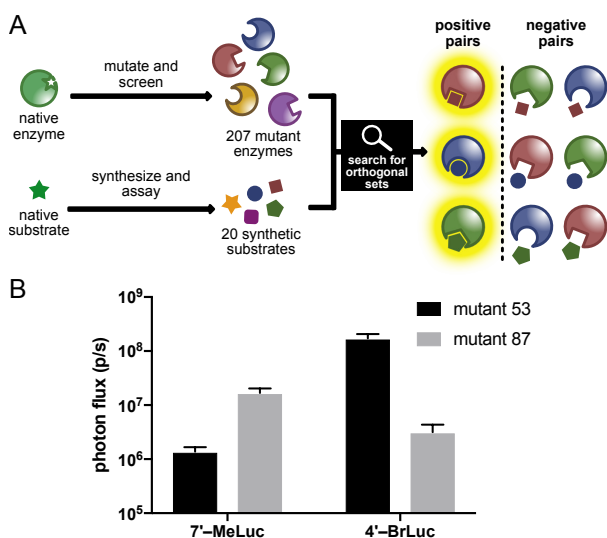 A
native
enzyme
mutate and
screen
207 mutant
enzymes
native
substrate
synthesize and
assay
20 synthetic
substrates
search for
orthogonal
sets
positive
pairs
negative
pairs
B
photon flux (p/s)
10⁹
10⁸
10⁷
10⁶
10⁵
mutant 53
mutant 87
7'–MeLuc
4'–BrLuc